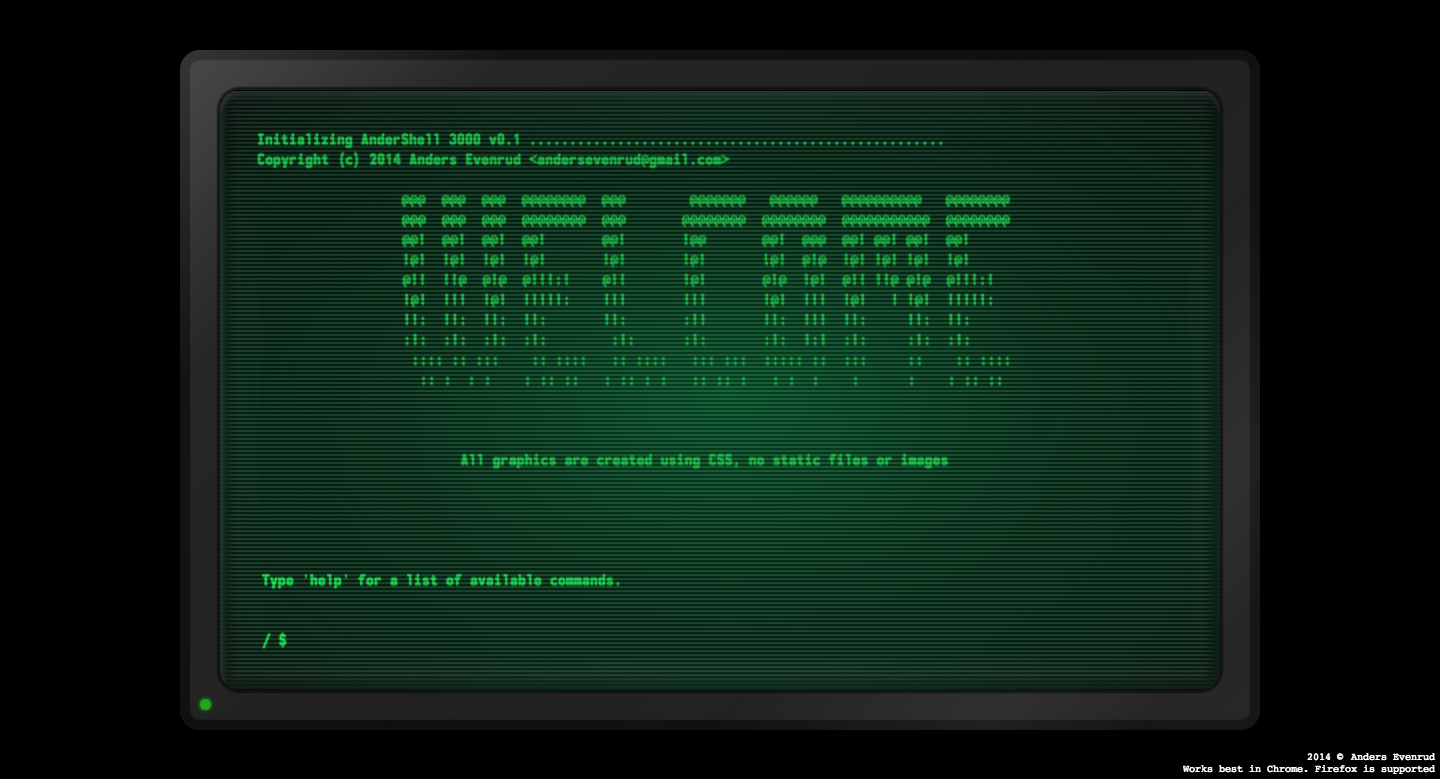 Initializing AnderShell 3000 v0.1 ....................................................
Copyright (c) 2014 Anders Evenrud <andersevenrud@gmail.com>
WELCOME
All graphics are created using CSS, no static files or images
Type 'help' for a list of available commands.
/ $
2014 © Anders Evenrud
Works best in Chrome. Firefox is supported